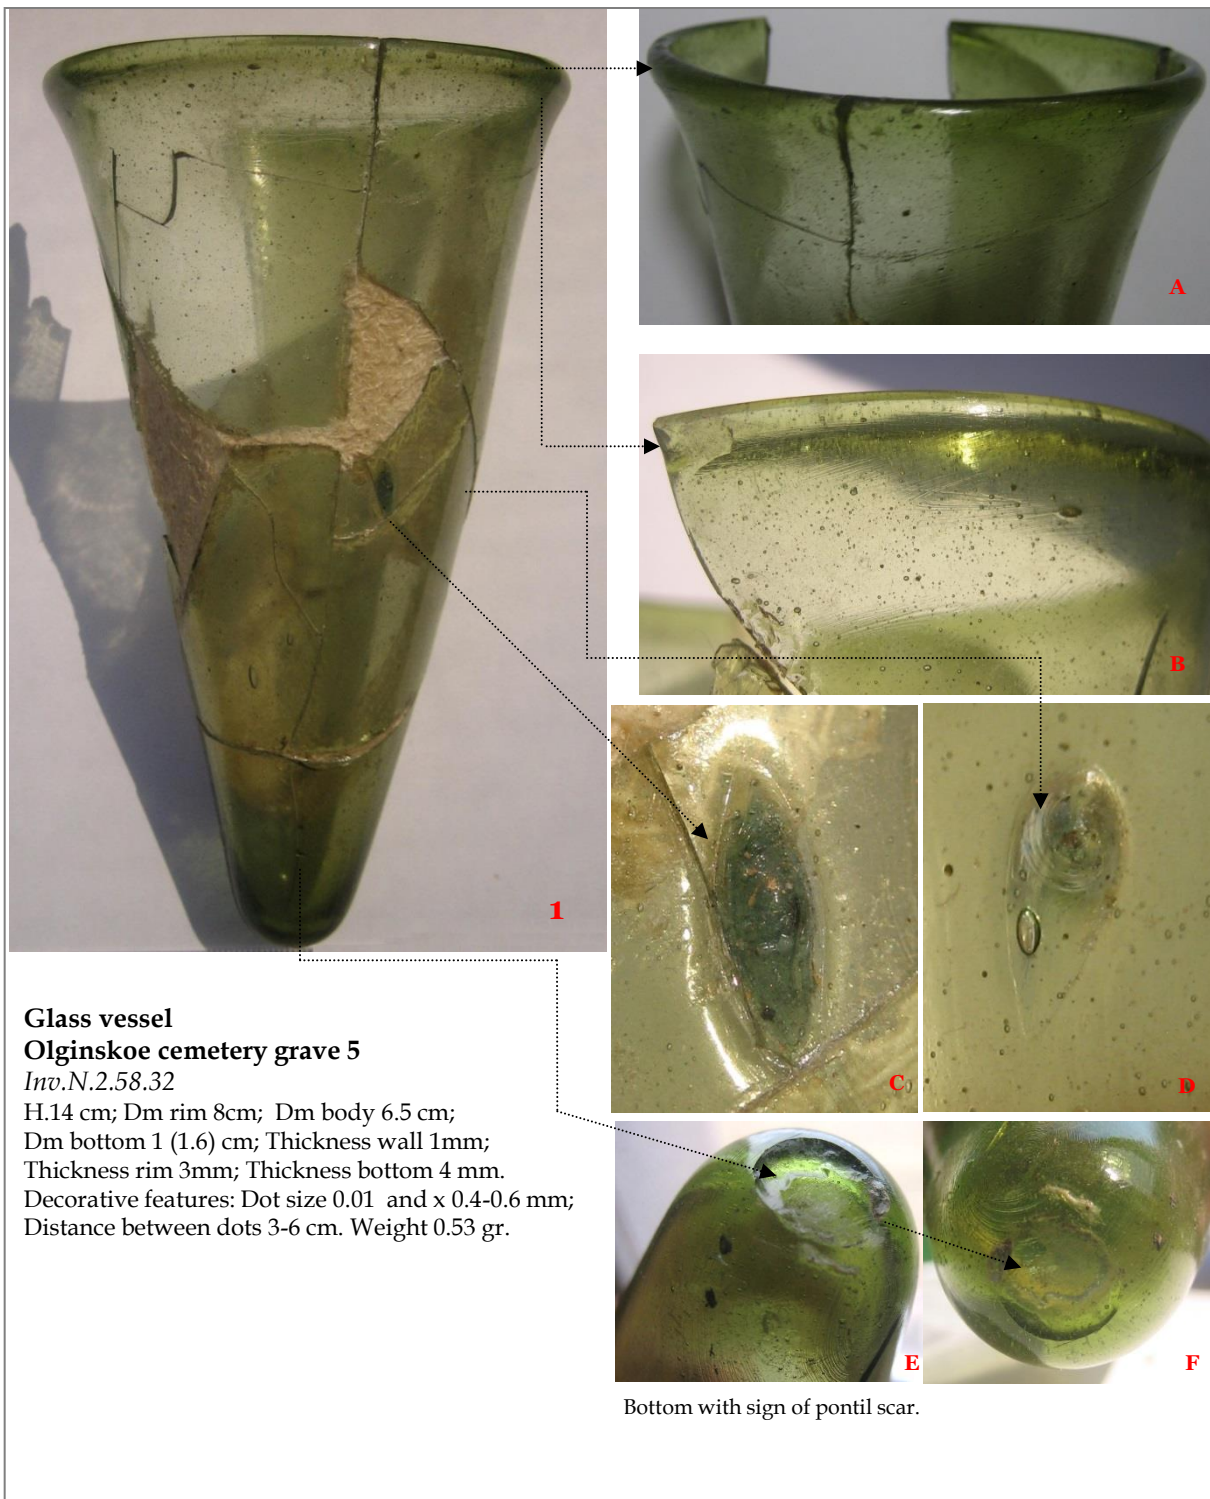 1
A
B
C
D
E
F
Glass vessel
Olginskoe cemetery grave 5
Inv.N.2.58.32
H.14 cm; Dm rim 8cm; Dm body 6.5 cm;
Dm bottom 1 (1.6) cm; Thickness wall 1mm;
Thickness rim 3mm; Thickness bottom 4 mm.
Decorative features: Dot size 0.01 and x 0.4-0.6 mm;
Distance between dots 3-6 cm. Weight 0.53 gr.
Bottom with sign of pontil scar.